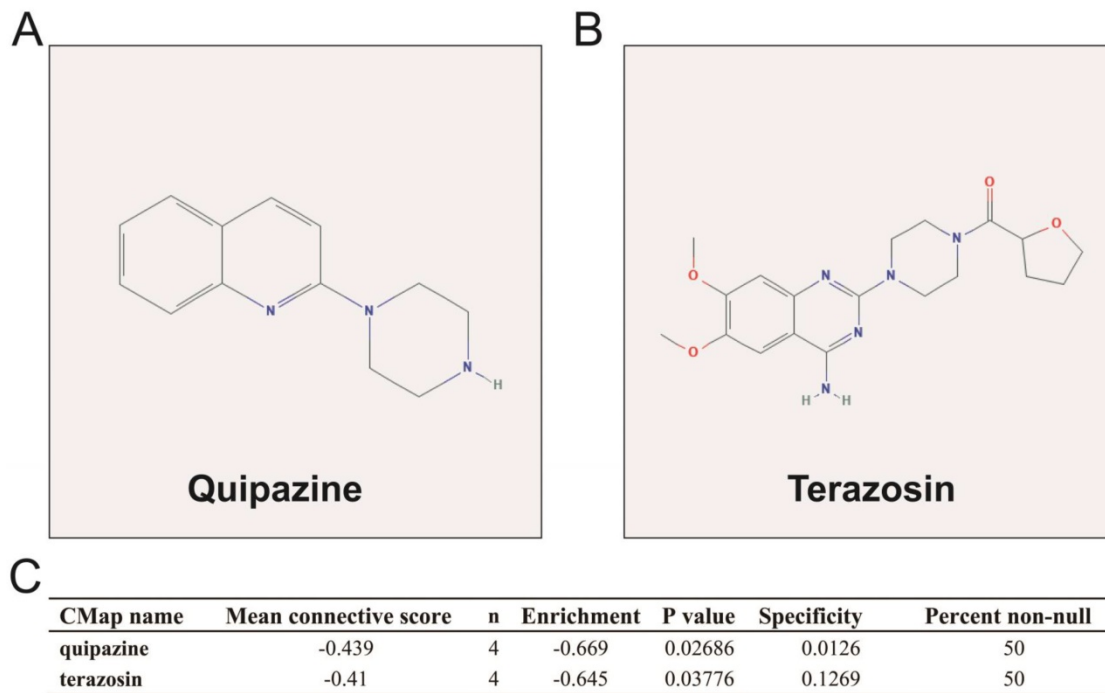 A
B
N
N
N
H
Quipazine
O
O
N
O
N
N
O
N
N
H
H
Terazosin
C
CMap name Mean connective score n Enrichment P value Specificity Percent non-null
quipazine -0.439 4 -0.669 0.02686 0.0126 50
terazosin -0.41 4 -0.645 0.03776 0.1269 50